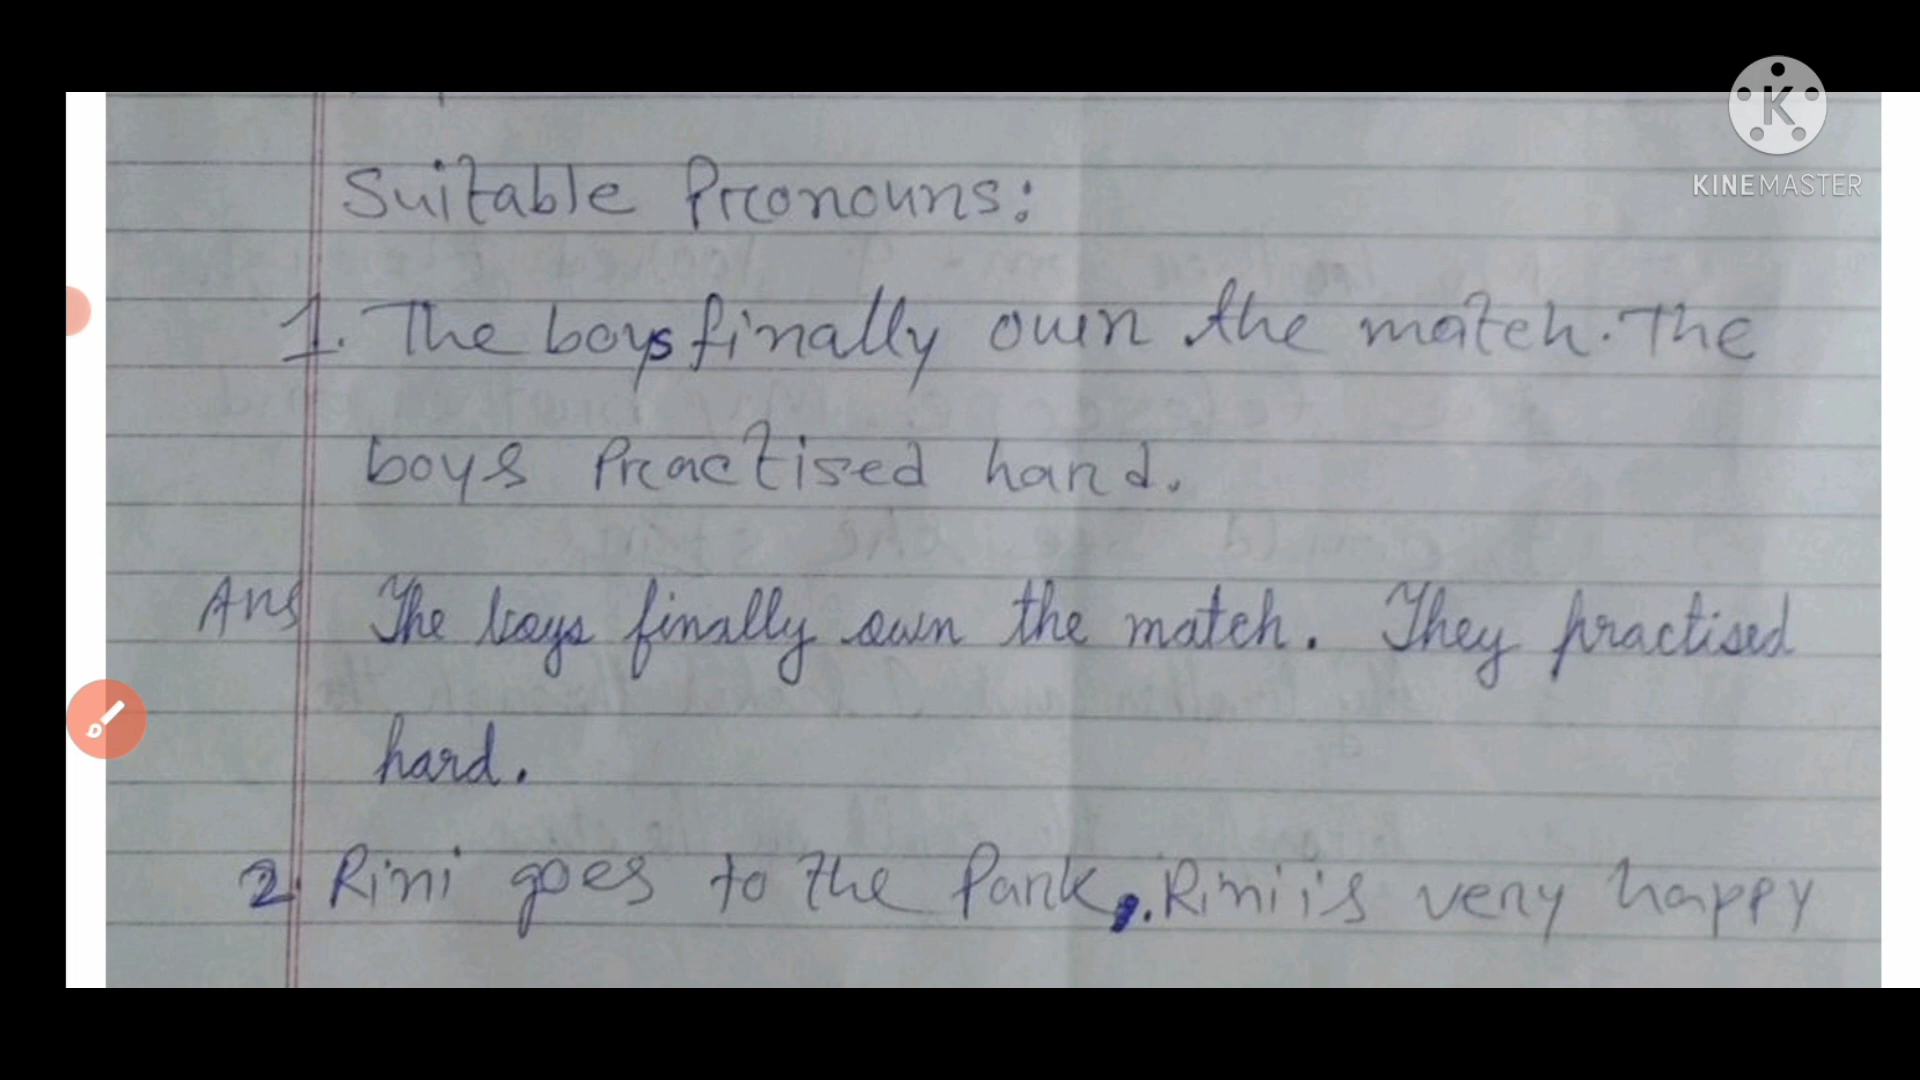 KINEMASTER
Suitable Pronouns:
1. The boys finally own the match. The
boys Practised hard.
Ans The boys finally own the match. They practised
hard.
2. Rini goes to the Park,. Rini is very happy